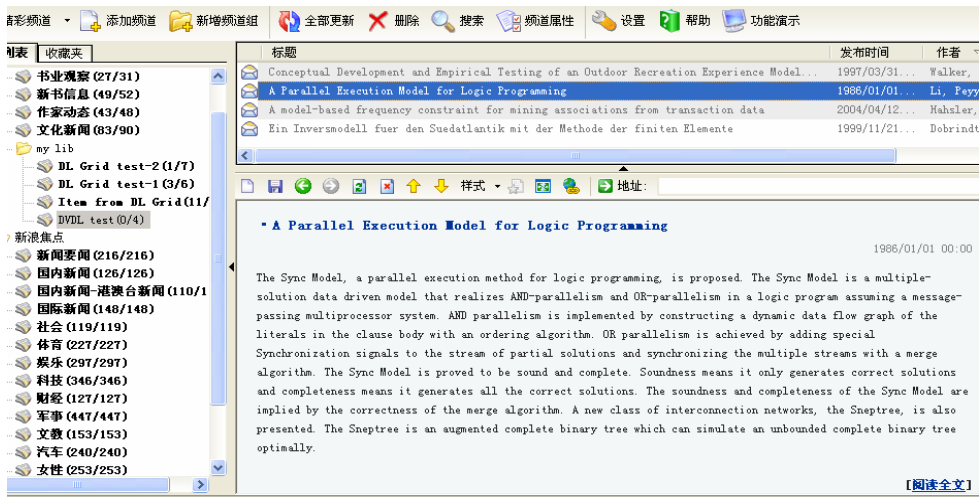 精彩频道 添加频道 新增频道组 全部更新 删除 搜索 频道属性 设置 帮助 功能演示
列表 收藏夹
书业观察(27/31)
新书信息(49/52)
作家动态(43/48)
文化新闻(83/90)
my lib
DL Grid test-2(1/7)
DL Grid test-1(3/6)
Item from DL Grid(11/
DVDL test(0/4)
新浪焦点
新闻要闻(216/216)
国内新闻(126/126)
国内新闻-港澳台新闻(110/1
国际新闻(148/148)
社会(119/119)
体育(227/227)
娱乐(297/297)
科技(346/346)
财经(127/127)
军事(447/447)
文教(153/153)
汽车(240/240)
女性(253/253)
标题 发布时间 作者
Conceptual Development and Empirical Testing of an Outdoor Recreation Experience Model... 1997/03/31... Walker,
A Parallel Execution Model for Logic Programming 1986/01/01... Li, Peyy
A model-based frequency constraint for mining associations from transaction data 2004/04/12... Hahsler,
Ein Inversmodell fuer den Suedatlantik mit der Methode der finiten Elemente 1999/11/21... Dobrindt
样式 地址:
A Parallel Execution Model for Logic Programming
1986/01/01 00:00
The Sync Model, a parallel execution method for logic programming, is proposed. The Sync Model is a multiple-
solution data driven model that realizes AND-parallelism and OR-parallelism in a logic program assuming a message-
passing multiprocessor system. AND parallelism is implemented by constructing a dynamic data flow graph of the
literals in the clause body with an ordering algorithm. OR parallelism is achieved by adding special
Synchronization signals to the stream of partial solutions and synchronizing the multiple streams with a merge
algorithm. The Sync Model is proved to be sound and complete. Soundness means it only generates correct solutions
and completeness means it generates all the correct solutions. The soundness and completeness of the Sync Model are
implied by the correctness of the merge algorithm. A new class of interconnection networks, the Sneptree, is also
presented. The Sneptree is an augmented complete binary tree which can simulate an unbounded complete binary tree
optimally.
[阅读全文]